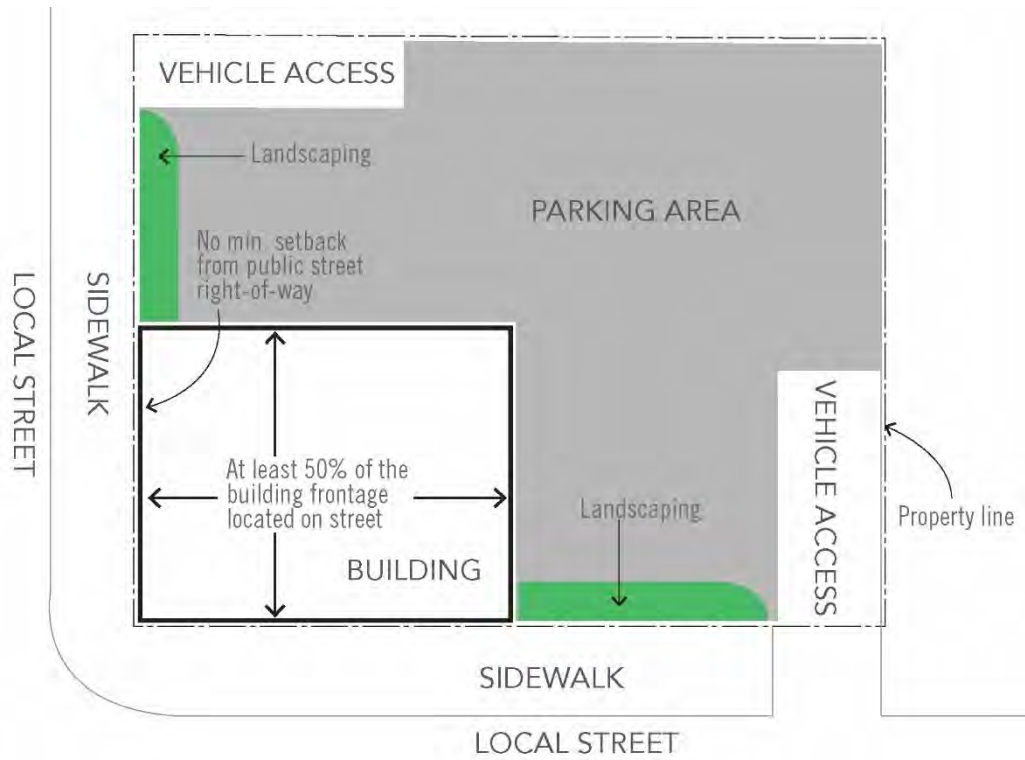 VEHICLE ACCESS
Landscaping
PARKING AREA
No min. setback
from public street
right-of-way
LOCAL STREET
SIDEWALK
At least 50% of the
building frontage
located on street
BUILDING
Landscaping
VEHICLE ACCESS
Property line
SIDEWALK
LOCAL STREET